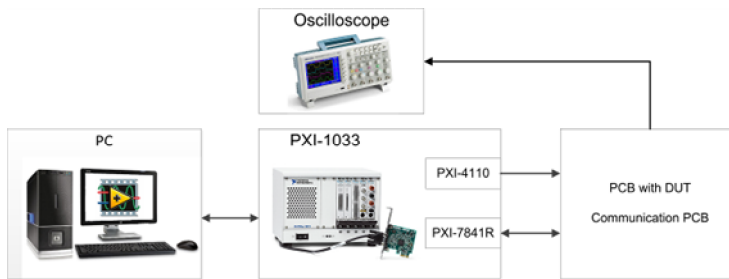 Oscilloscope
PC
PXI-1033
PXI-4110
PXI-7841R
PCB with DUT
Communication PCB